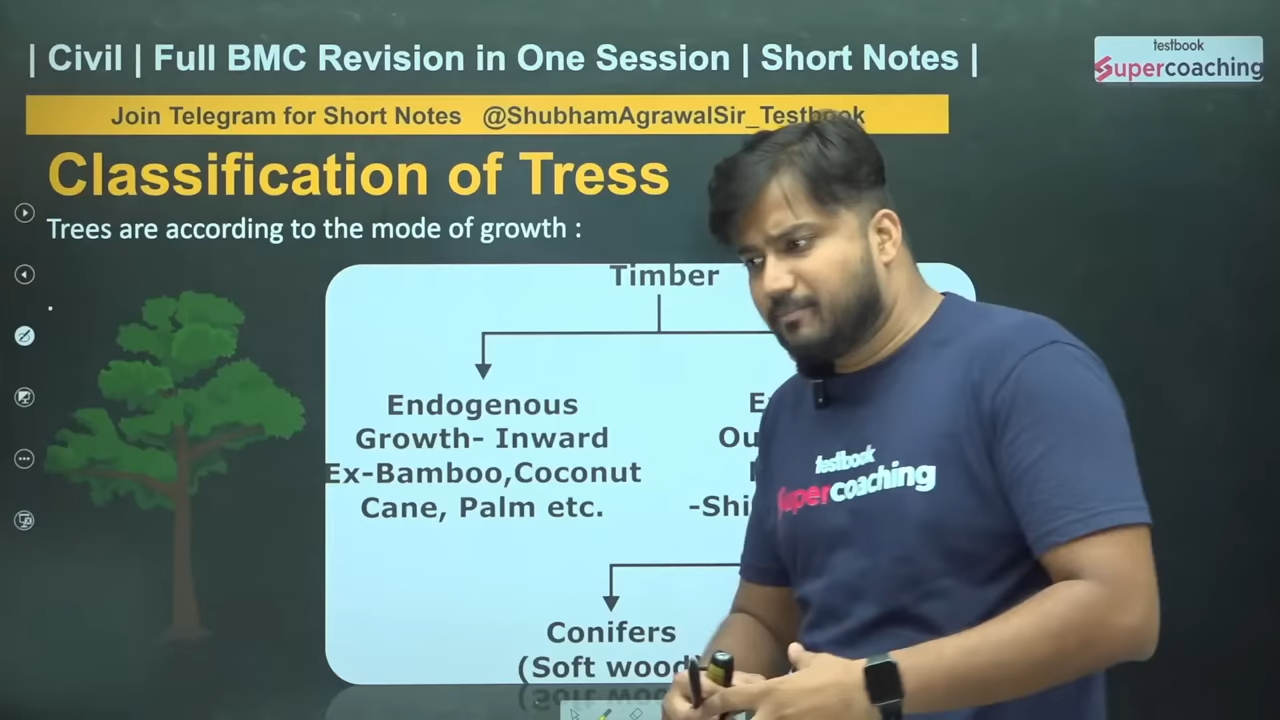 | Civil | Full BMC Revision in One Session | Short Notes |
testbook
Supercoaching
Join Telegram for Short Notes @ShubhamAgrawalSir_Testbook
Classification of Tress
Trees are according to the mode of growth :
Timber
Endogenous
Growth- Inward
Ex-Bamboo,Coconut
Cane, Palm etc.
Conifers
(Soft wood)
testbook
Supercoaching